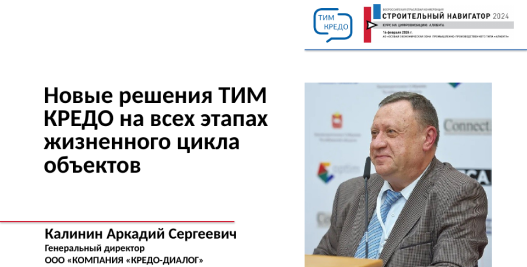 ТИМ
КРЕДО
СТРОИТЕЛЬНЫЙ НАВИГАТОР 2024
Новые решения ТИМ
КРЕДО на всех этапах
жизненного цикла
объектов
Connect
Калинин Аркадий Сергеевич
Генеральный директор
ООО «КОМПАНИЯ «КРЕДО-ДИАЛОГ»